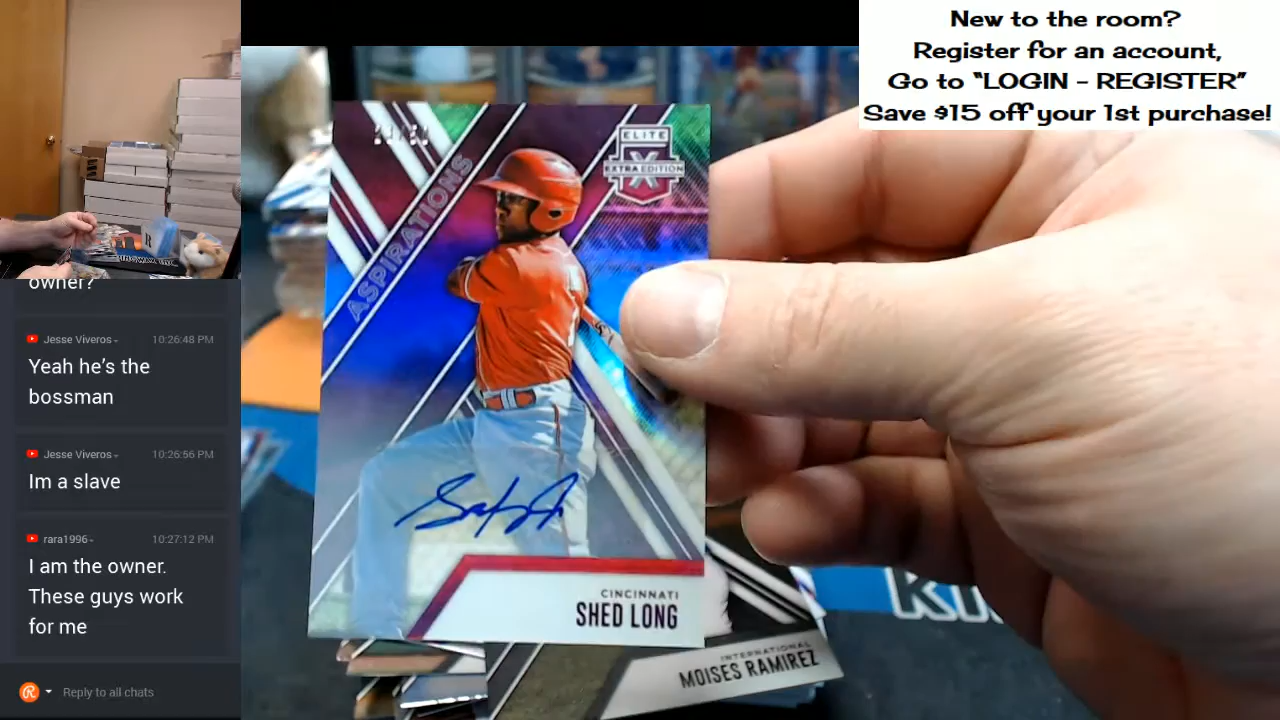 New to the room?
Register for an account,
Go to “LOGIN - REGISTER”
Save $15 off your 1st purchase!
owner?
Jesse Viveros
10:26:48 PM
Yeah he's the
bossman
Jesse Viveros
10:26:56 PM
Im a slave
rara1996
10:27:12 PM
I am the owner.
These guys work
for me
Reply to all chats
ELITE
EXTRA EDITION
X
ASPIRATIONS
CINCINNATI
SHED LONG
INTERNATIONAL
MOISES RAMIREZ